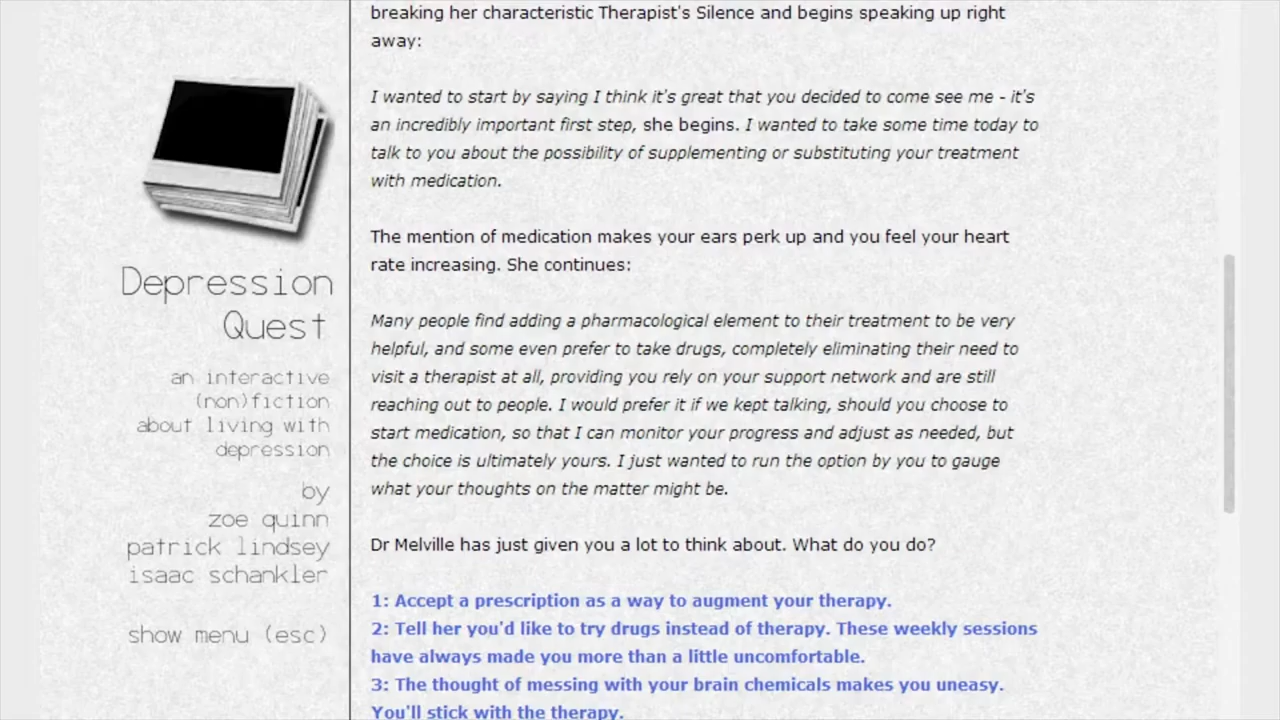 breaking her characteristic Therapist's Silence and begins speaking up right
away:
I wanted to start by saying I think it's great that you decided to come see me - it's
an incredibly important first step, she begins. I wanted to take some time today to
talk to you about the possibility of supplementing or substituting your treatment
with medication.
The mention of medication makes your ears perk up and you feel your heart
rate increasing. She continues:
Many people find adding a pharmacological element to their treatment to be very
helpful, and some even prefer to take drugs, completely eliminating their need to
visit a therapist at all, providing you rely on your support network and are still
reaching out to people. I would prefer it if we kept talking, should you choose to
start medication, so that I can monitor your progress and adjust as needed, but
the choice is ultimately yours. I just wanted to run the option by you to gauge
what your thoughts on the matter might be.
Dr Melville has just given you a lot to think about. What do you do?
1: Accept a prescription as a way to augment your therapy.
2: Tell her you'd like to try drugs instead of therapy. These weekly sessions
have always made you more than a little uncomfortable.
3: The thought of messing with your brain chemicals makes you uneasy.
You'll stick with the therapy.
Depression
Quest
an interactive
(non)fiction
about living with
depression
by
zoe quinn
patrick lindsey
isaac schankler
show menu (esc)